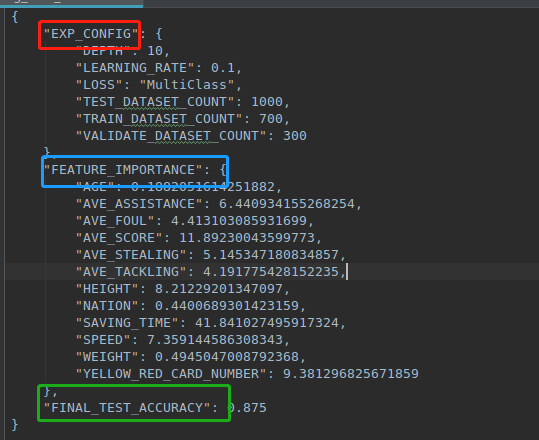 {
"EXP_CONFIG": {
"DEPTH": 10,
"LEARNING_RATE": 0.1,
"LOSS": "MultiClass",
"TEST_DATASET_COUNT": 1000,
"TRAIN_DATASET_COUNT": 700,
"VALIDATE_DATASET_COUNT": 300
},
"FEATURE_IMPORTANCE": {
"AGE": 0.1882051614251882,
"AVE_ASSISTANCE": 6.440934155268254,
"AVE_FOUL": 4.413103085931699,
"AVE_SCORE": 11.89230043599773,
"AVE_STEALING": 5.145347180834857,
"AVE_TACKLING": 4.191775428152235,
"HEIGHT": 8.21229201347097,
"NATION": 0.4400689301423159,
"SAVING_TIME": 41.841027495917324,
"SPEED": 7.359144586308343,
"WEIGHT": 0.4945047008792368,
"YELLOW_RED_CARD_NUMBER": 9.381296825671859
},
"FINAL_TEST_ACCURACY": 0.875
}